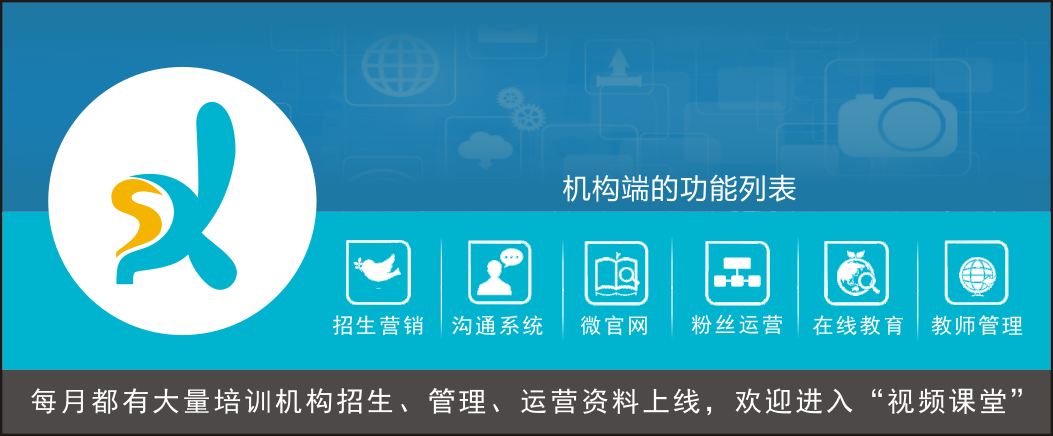 机构端的功能列表
招生营销
沟通系统
微官网
粉丝运营
在线教育
教师管理
每月都有大量培训机构招生、管理、运营资料上线，欢迎进入“视频课堂”